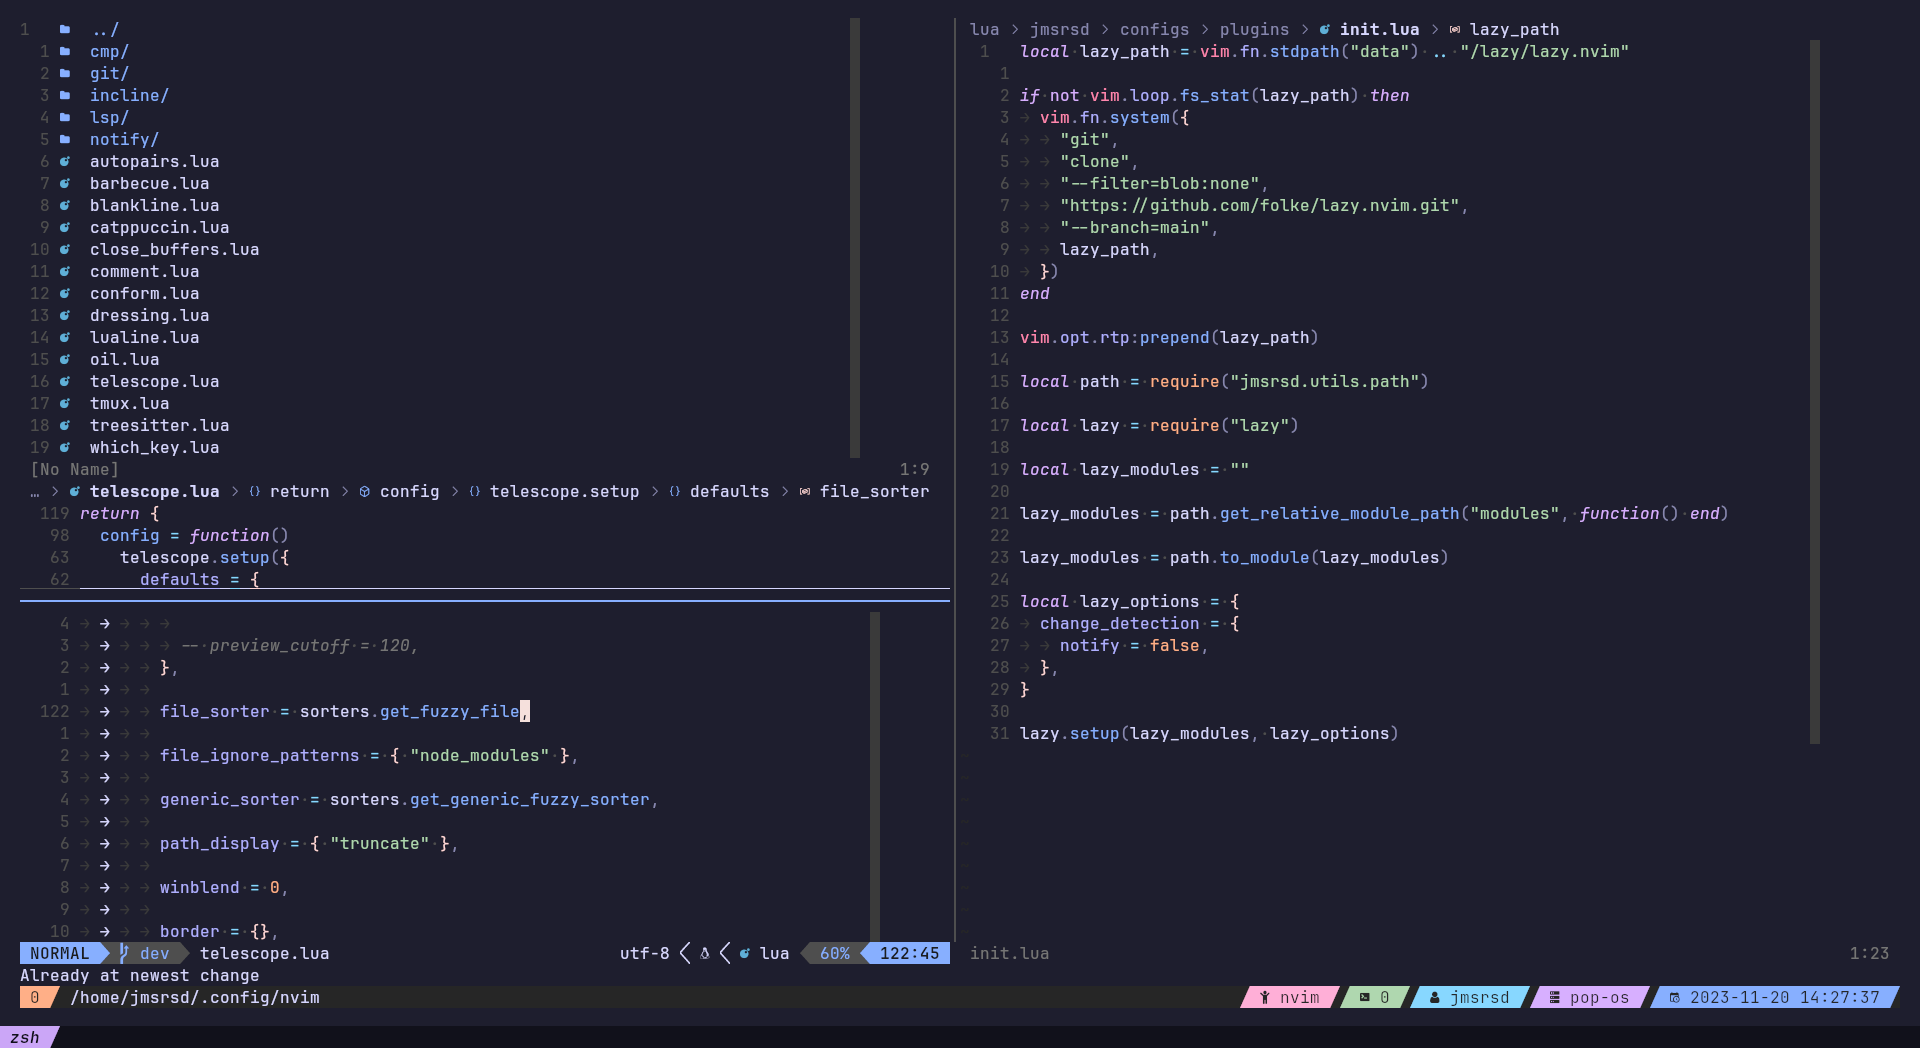 1 ../
1 cmp/
2 git/
3 incline/
4 lsp/
5 notify/
6 autopairs.lua
7 barbecue.lua
8 blankline.lua
9 catppuccin.lua
10 close_buffers.lua
11 comment.lua
12 conform.lua
13 dressing.lua
14 lualine.lua
15 oil.lua
16 telescope.lua
17 tmux.lua
18 treesitter.lua
19 which_key.lua
[No Name] 1:9
… > telescope.lua > {} return > config > {} telescope.setup > {} defaults > file_sorter
119 return {
98 config = function()
63 telescope.setup({
62 defaults = {
4 → → → → →
3 → → → → → --·preview_cutoff·=·120,
2 → → → → },
1 → → → →
122 → → → → file_sorter·=·sorters.get_fuzzy_file,
1 → → → →
2 → → → → file_ignore_patterns·=·{·"node_modules"·},
3 → → → →
4 → → → → generic_sorter·=·sorters.get_generic_fuzzy_sorter,
5 → → → →
6 → → → → path_display·=·{·"truncate"·},
7 → → → →
8 → → → → winblend·=·0,
9 → → → →
10 → → → → border·=·{},
NORMAL dev telescope.lua utf-8 lua 60% 122:45
lua > jmsrsd > configs > plugins > init.lua > lazy_path
1 local·lazy_path·=·vim.fn.stdpath("data")·..·"/lazy/lazy.nvim"
1
2 if·not·vim.loop.fs_stat(lazy_path)·then
3 → vim.fn.system({
4 → → "git",
5 → → "clone",
6 → → "--filter=blob:none",
7 → → "https://github.com/folke/lazy.nvim.git",
8 → → "--branch=main",
9 → → lazy_path,
10 → })
11 end
12
13 vim.opt.rtp:prepend(lazy_path)
14
15 local·path·=·require("jmsrsd.utils.path")
16
17 local·lazy·=·require("lazy")
18
19 local·lazy_modules·=·""
20
21 lazy_modules·=·path.get_relative_module_path("modules",·function()·end)
22
23 lazy_modules·=·path.to_module(lazy_modules)
24
25 local·lazy_options·=·{
26 → change_detection·=·{
27 → → notify·=·false,
28 → },
29 }
30
31 lazy.setup(lazy_modules,·lazy_options)
init.lua 1:23
Already at newest change
0 /home/jmsrsd/.config/nvim nvim 0 jmsrsd pop-os 2023-11-20 14:27:37
zsh